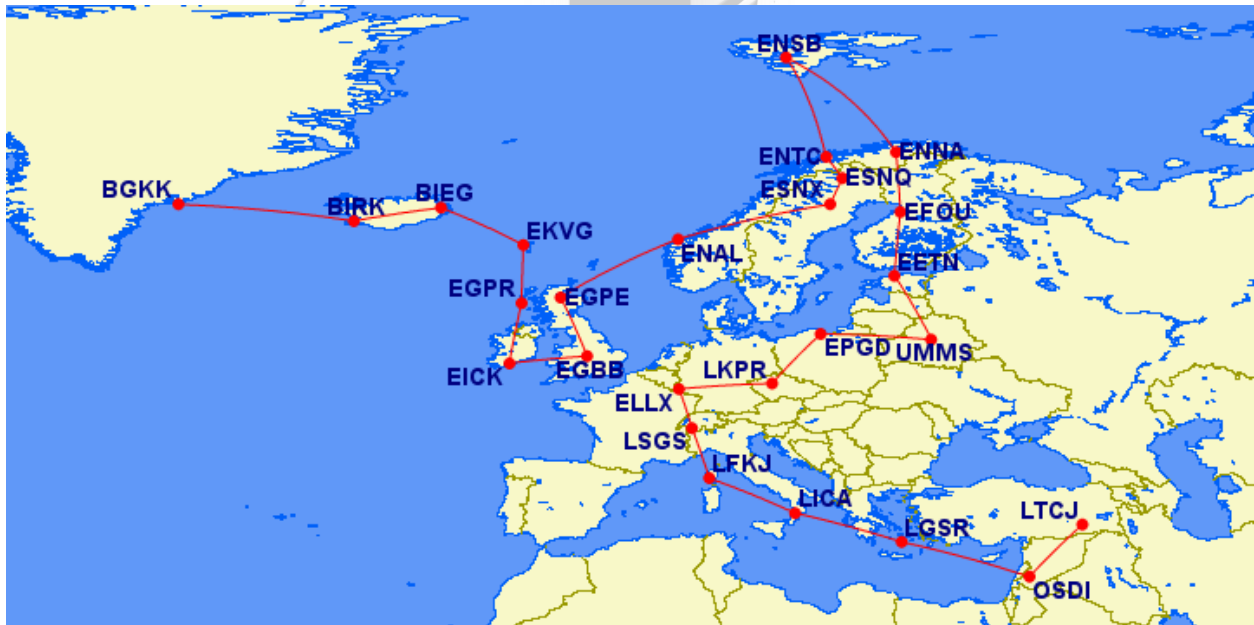 ENSB
ENTC
ENNA
ESNQ
BGKK
BIEG
ESNX
BIRK
EFOU
EKVG
ENAL
EETN
EGPR
EGPE
EPGD
UMMS
EICK
EGBB
LKPR
ELLX
LSGS
LFKJ
LICA
LTCJ
LGSR
OSDI